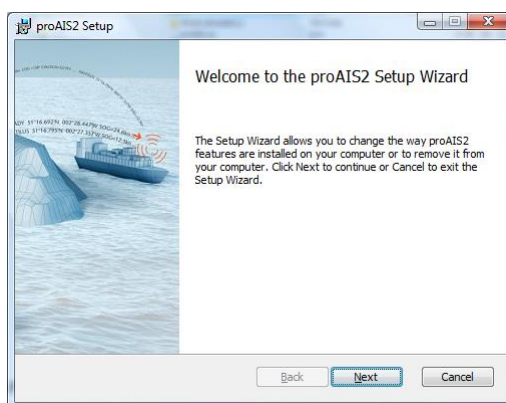 proAIS2 Setup
Welcome to the proAIS2 Setup Wizard
The Setup Wizard allows you to change the way proAIS2
features are installed on your computer or to remove it from
your computer. Click Next to continue or Cancel to exit the
Setup Wizard.
Back
Next
Cancel